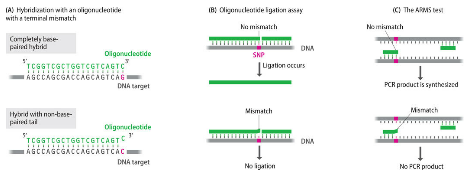 (A) Hybridization with an oligonucleotide
with a terminal mismatch
Completely base-
paired hybrid
Oligonucleotide
5' 3'
TCGGTCGCTGGTCGTCAGTC
AGCCAGCGACCAGCAGTCAG
DNA target
Hybrid with non-base-
paired tail
Oligonucleotide
5' 3'
TCGGTCGCTGGTCGTCAGTC
AGCCAGCGACCAGCAGTCAC
DNA target
(B) Oligonucleotide ligation assay
No mismatch
DNA
SNP
Ligation occurs
Mismatch
DNA
No ligation
(C) The ARMS test
No mismatch
PCR product is synthesized
Mismatch
No PCR product